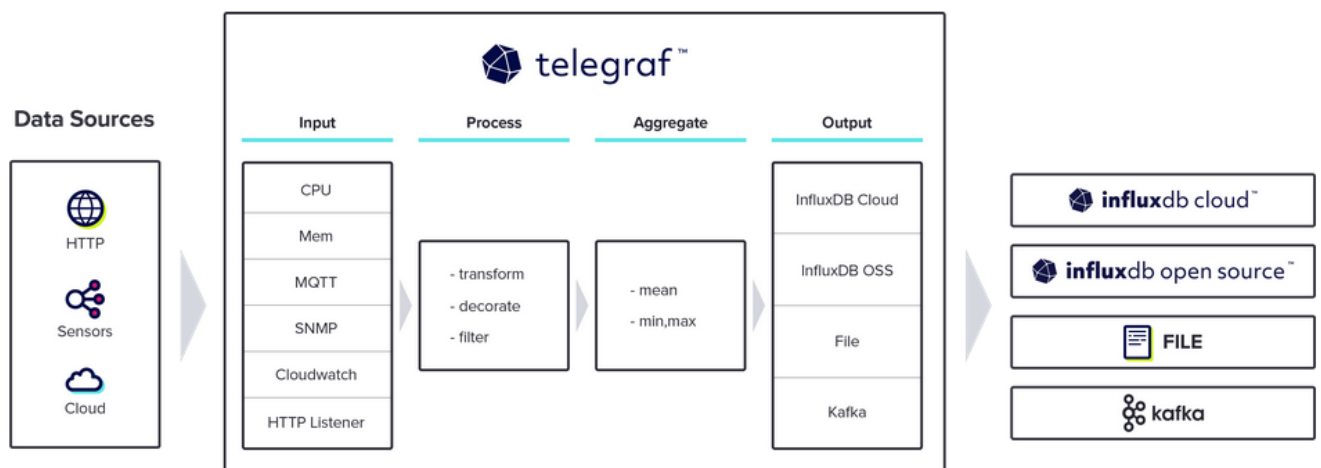 telegraf™
Data Sources
HTTP
Sensors
Cloud
Input
CPU
Mem
MQTT
SNMP
Cloudwatch
HTTP Listener
Process
- transform
- decorate
- filter
Aggregate
- mean
- min,max
Output
InfluxDB Cloud
InfluxDB OSS
File
Kafka
influxdb cloud™
influxdb open source™
FILE
kafka